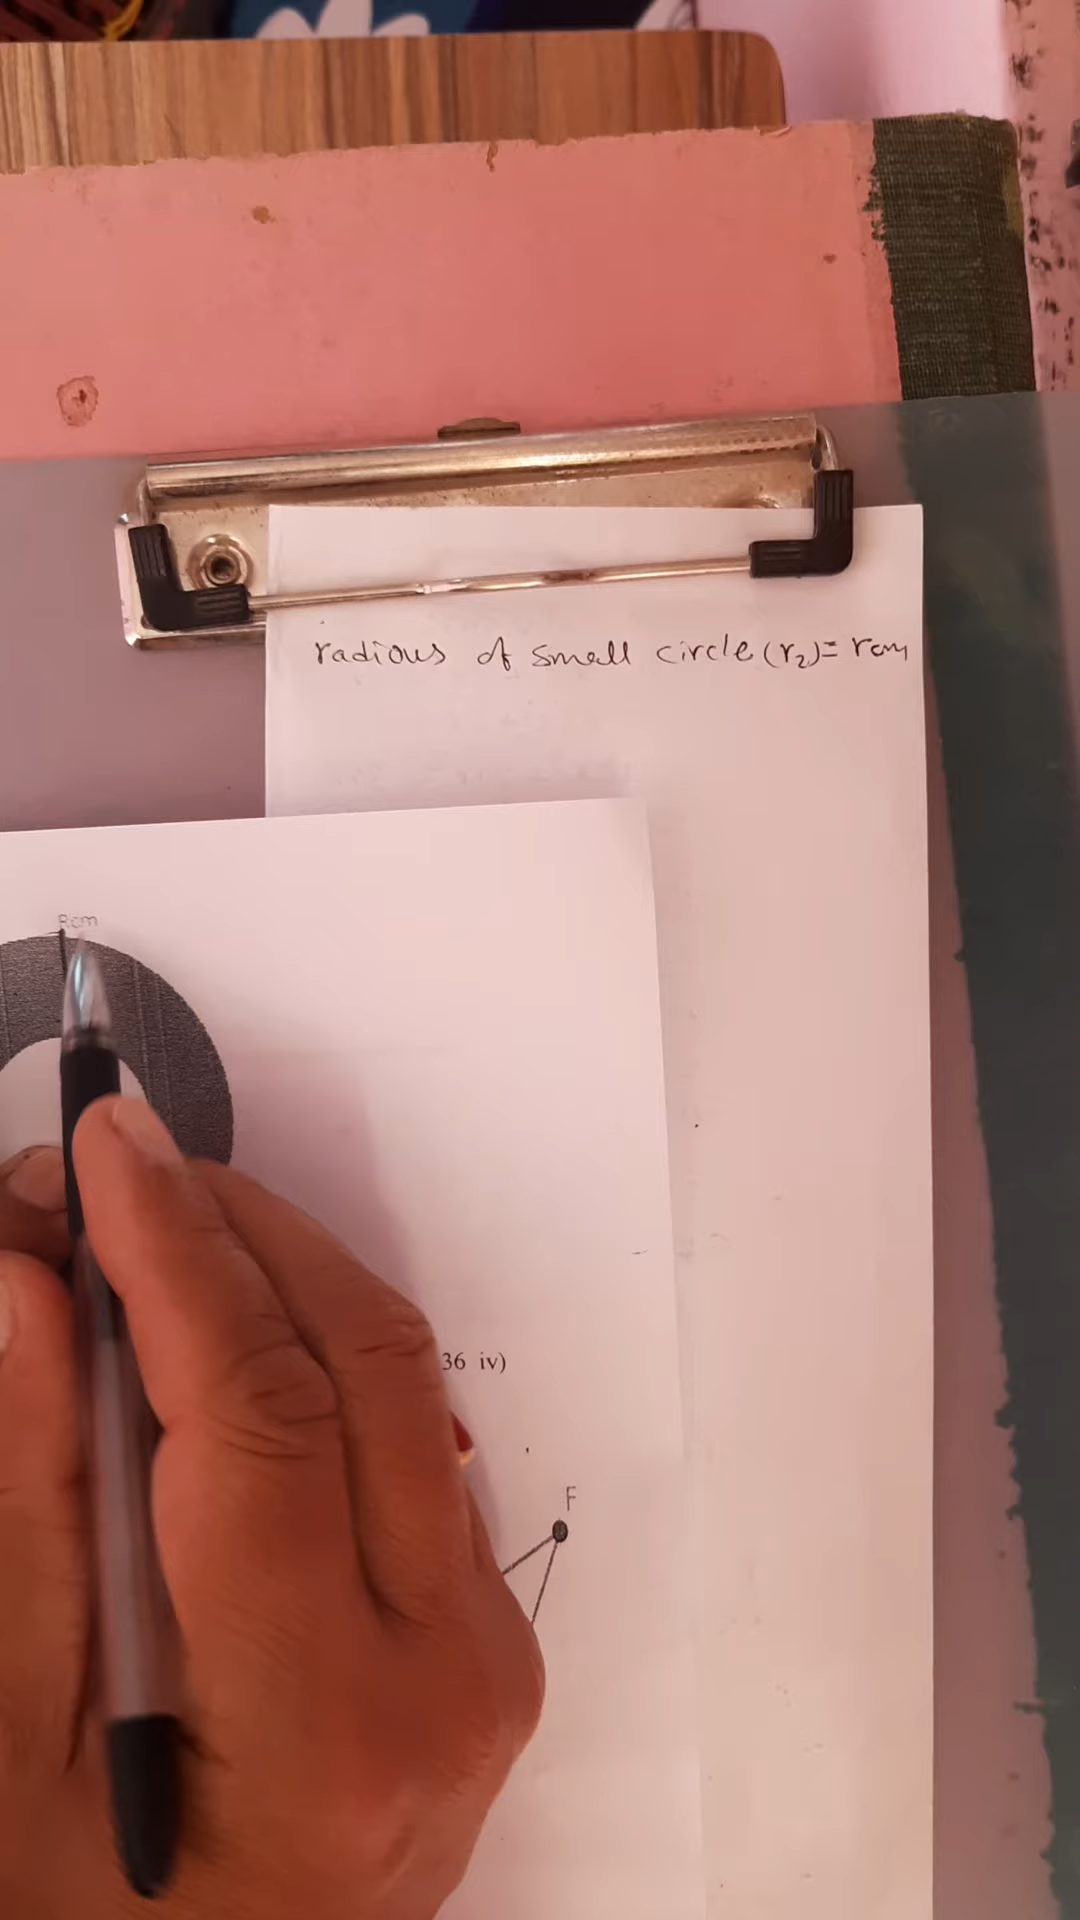 radious of small circle (r₂)= rcm
Rcm
36 iv)
F